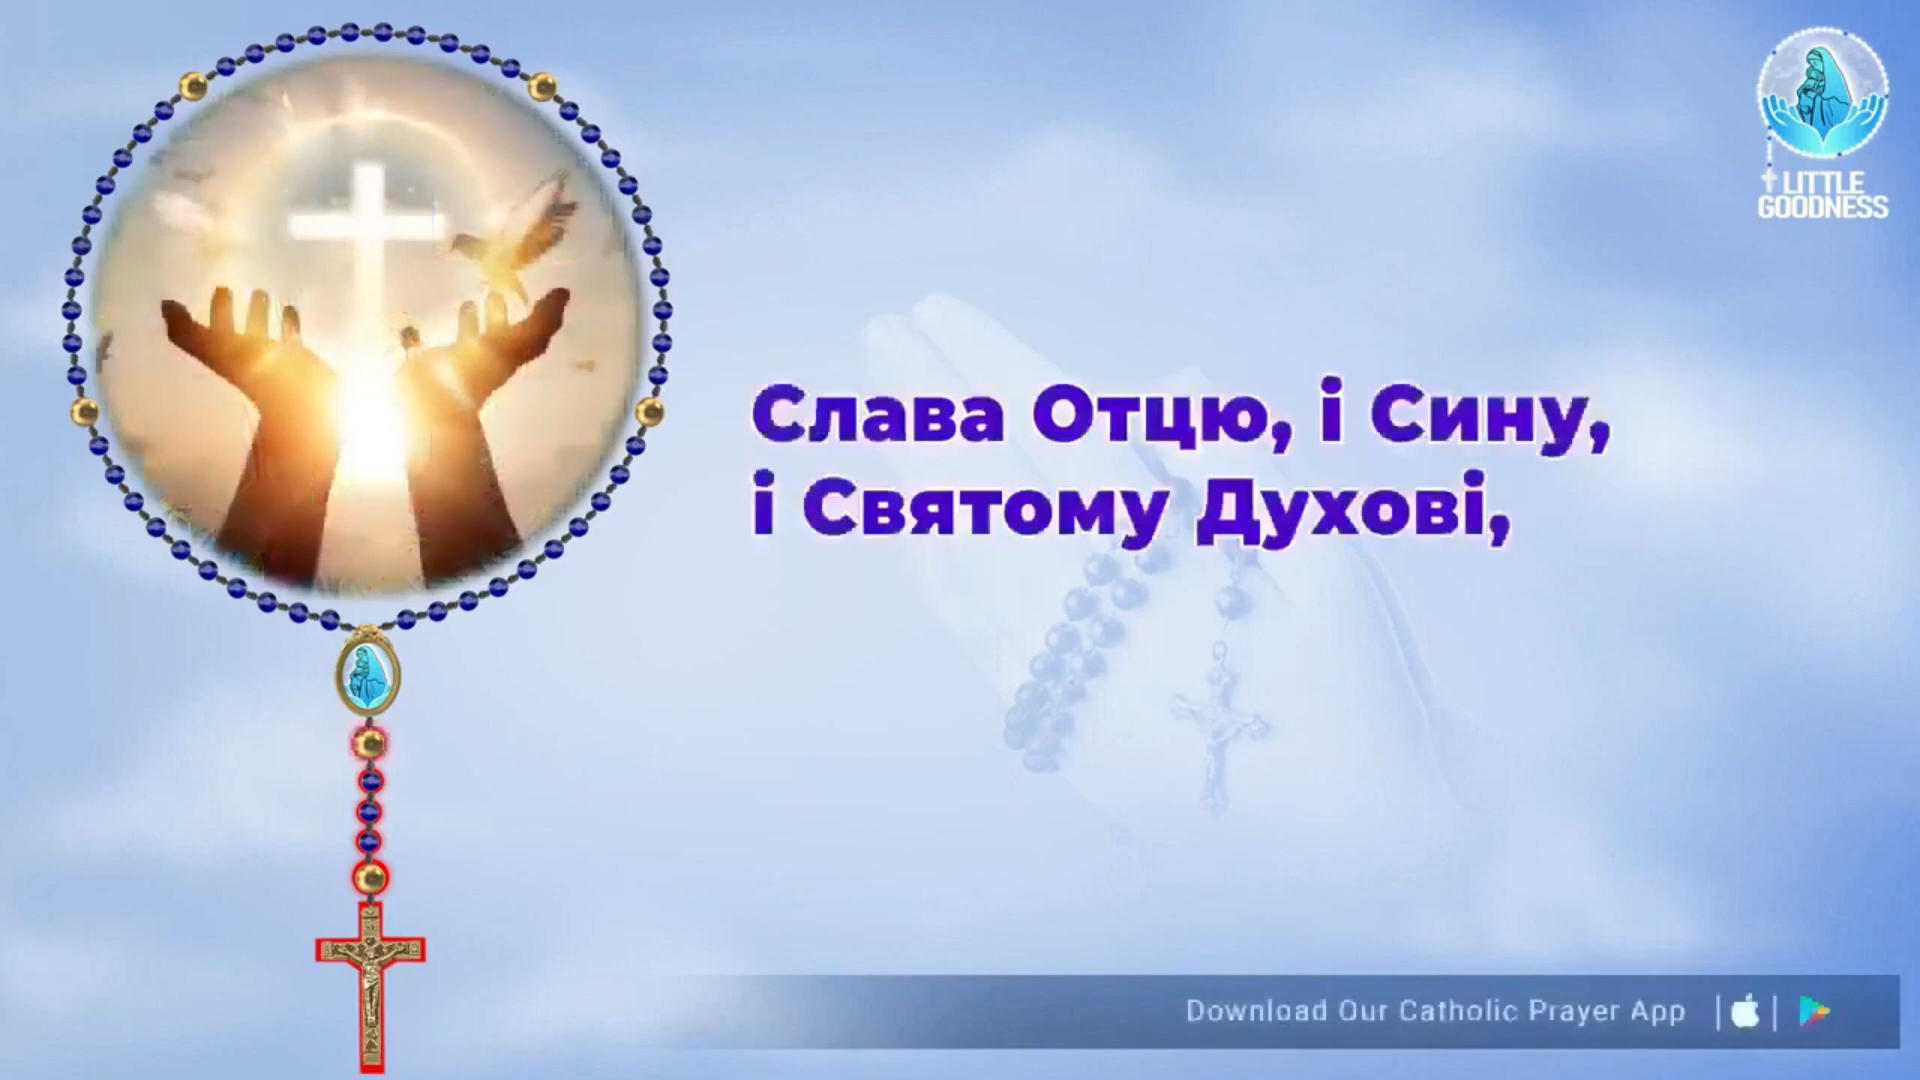 LITTLE
GOODNESS
Слава Отцю, і Сину,
і Святому Духові,
Download Our Catholic Prayer App